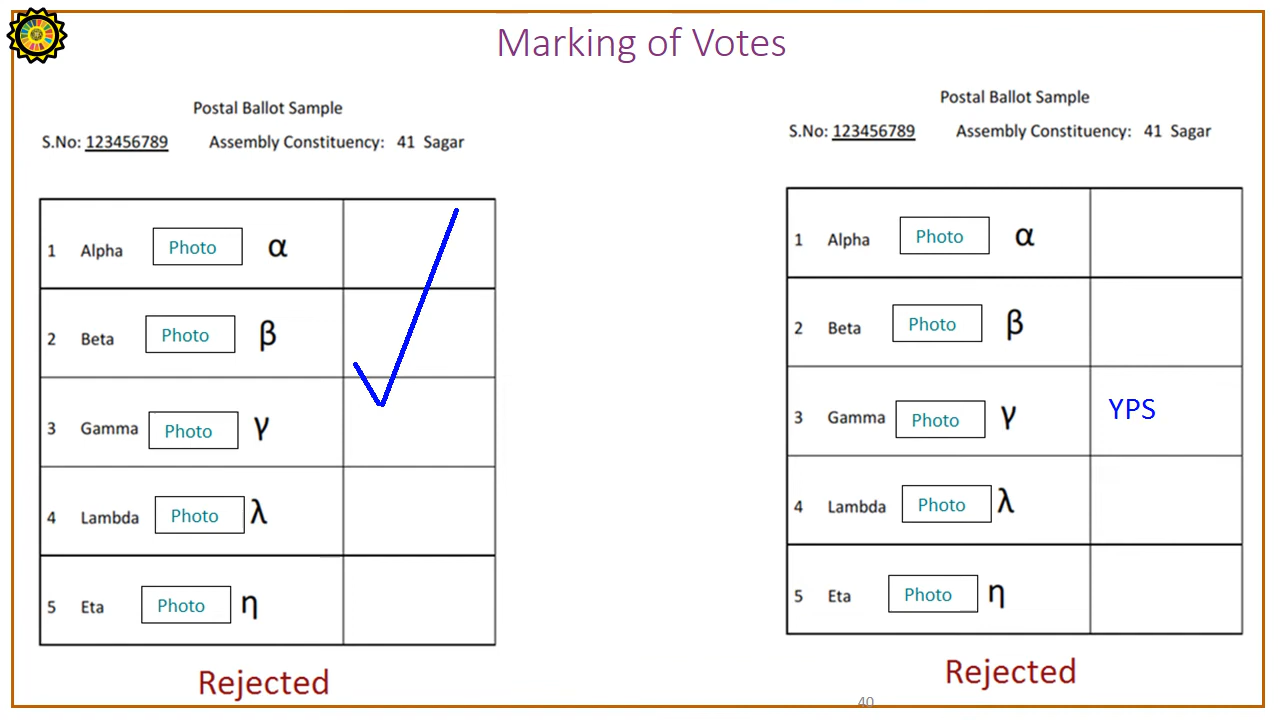 Marking of Votes
Postal Ballot Sample
S.No: 123456789 Assembly Constituency: 41 Sagar
1 Alpha Photo α
2 Beta Photo β
3 Gamma Photo γ
4 Lambda Photo λ
5 Eta Photo η
Rejected
Postal Ballot Sample
S.No: 123456789 Assembly Constituency: 41 Sagar
1 Alpha Photo α
2 Beta Photo β
3 Gamma Photo γ YPS
4 Lambda Photo λ
5 Eta Photo η
Rejected
40